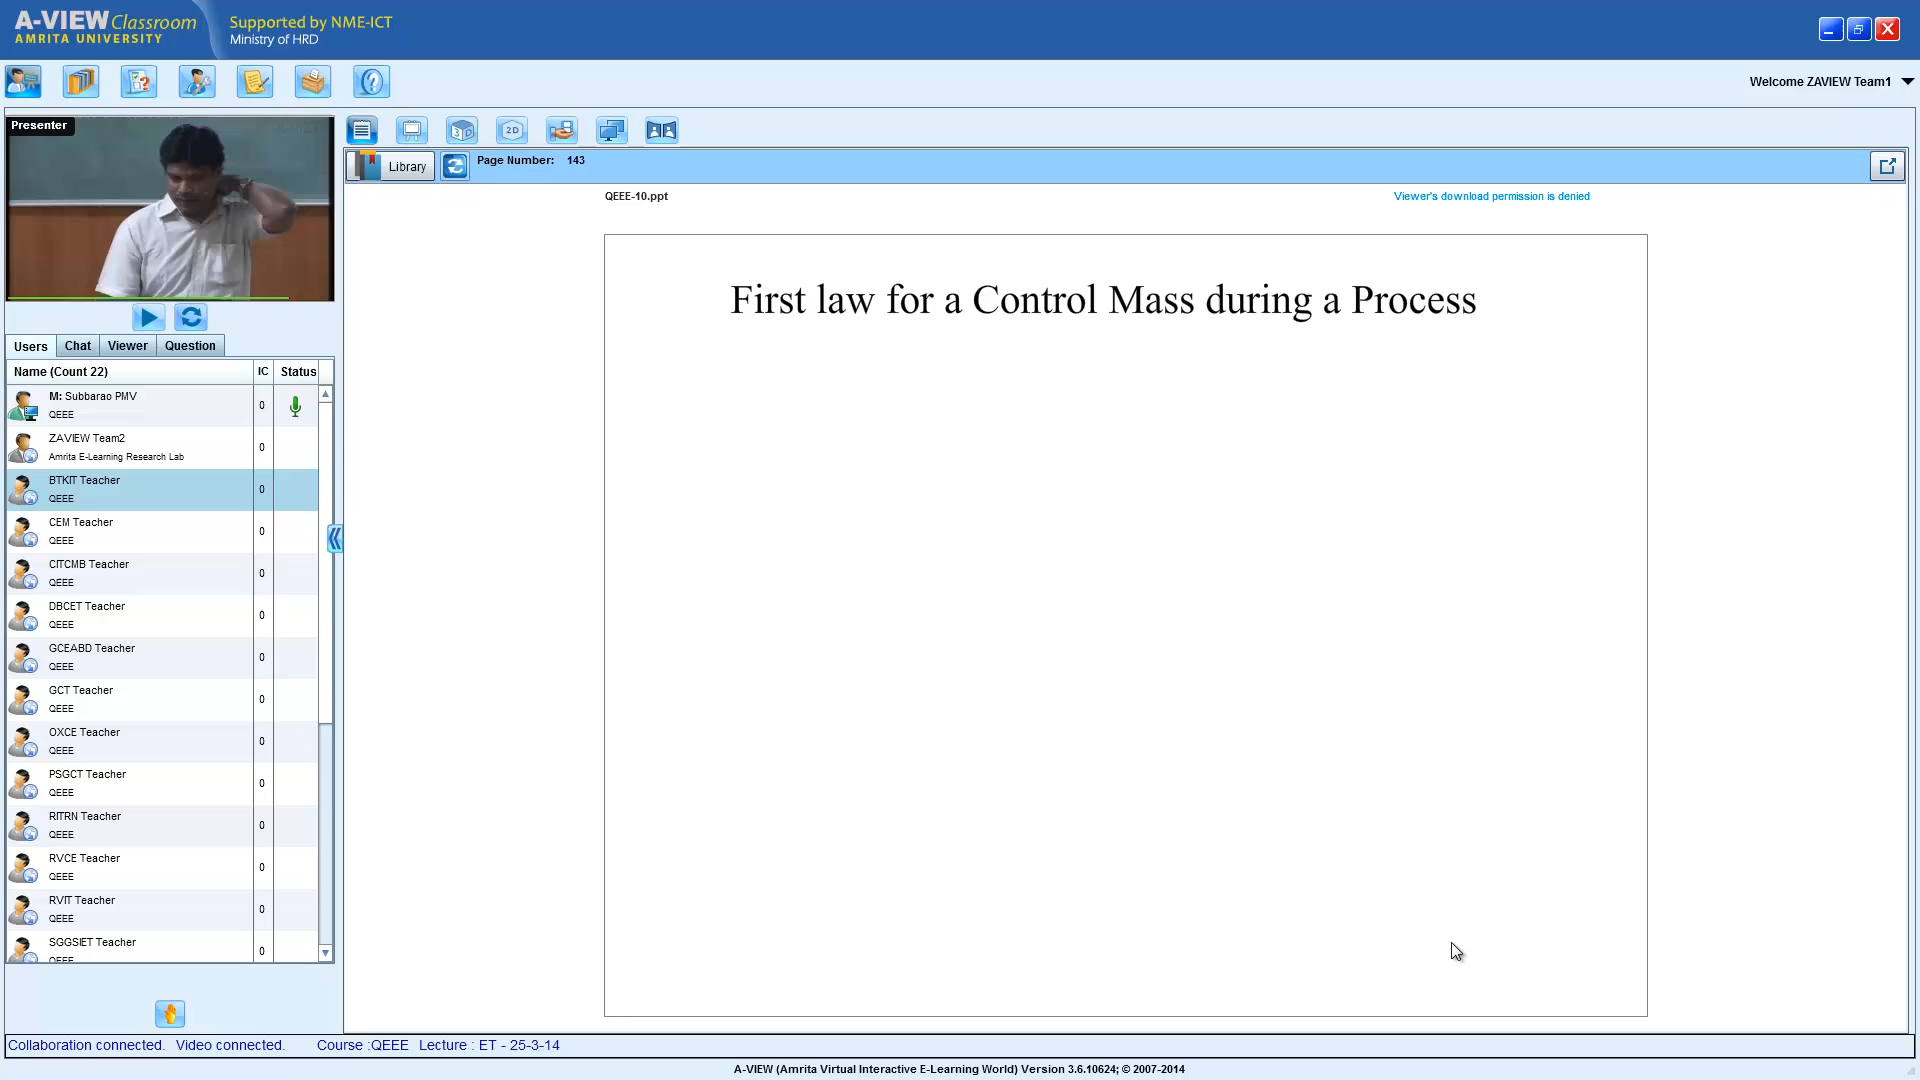 A-VIEW Classroom
AMRITA UNIVERSITY
Supported by NME-ICT
Ministry of HRD
Welcome ZAVIEW Team1
Presenter
Library
Page Number: 143
QEEE-10.ppt
Viewer's download permission is denied
First law for a Control Mass during a Process
Users
Chat
Viewer
Question
Name (Count 22)
IC
Status
M: Subbarao PMV
QEEE
0
ZAVIEW Team2
Amrita E-Learning Research Lab
0
BTKIT Teacher
QEEE
0
CEM Teacher
QEEE
0
CITCMB Teacher
QEEE
0
DBCET Teacher
QEEE
0
GCEABD Teacher
QEEE
0
GCT Teacher
QEEE
0
OXCE Teacher
QEEE
0
PSGCT Teacher
QEEE
0
RITRN Teacher
QEEE
0
RVCE Teacher
QEEE
0
RVIT Teacher
QEEE
0
SGGSIET Teacher
QEEE
0
Collaboration connected. Video connected. Course :QEEE Lecture : ET - 25-3-14
A-VIEW (Amrita Virtual Interactive E-Learning World) Version 3.6.10624; © 2007-2014